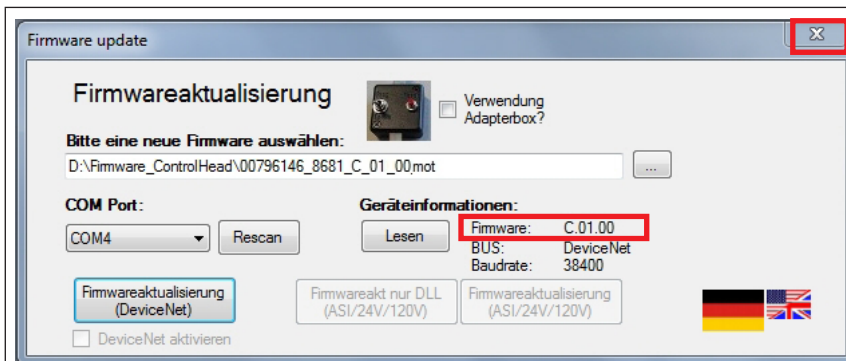 Firmware update
Firmwareaktualisierung
Verwendung
Adapterbox?
Bitte eine neue Firmware auswählen:
D:\Firmware_ControlHead\00796146_8681_C_01_00.mot
...
COM Port:
Geräteinformationen:
COM4
Rescan
Lesen
Firmware: C.01.00
BUS: DeviceNet
Baudrate: 38400
Firmwareaktualisierung
(DeviceNet)
Firmwareakt nur DLL
(ASI/24V/120V)
Firmwareaktualisierung
(ASI/24V/120V)
DeviceNet aktivieren